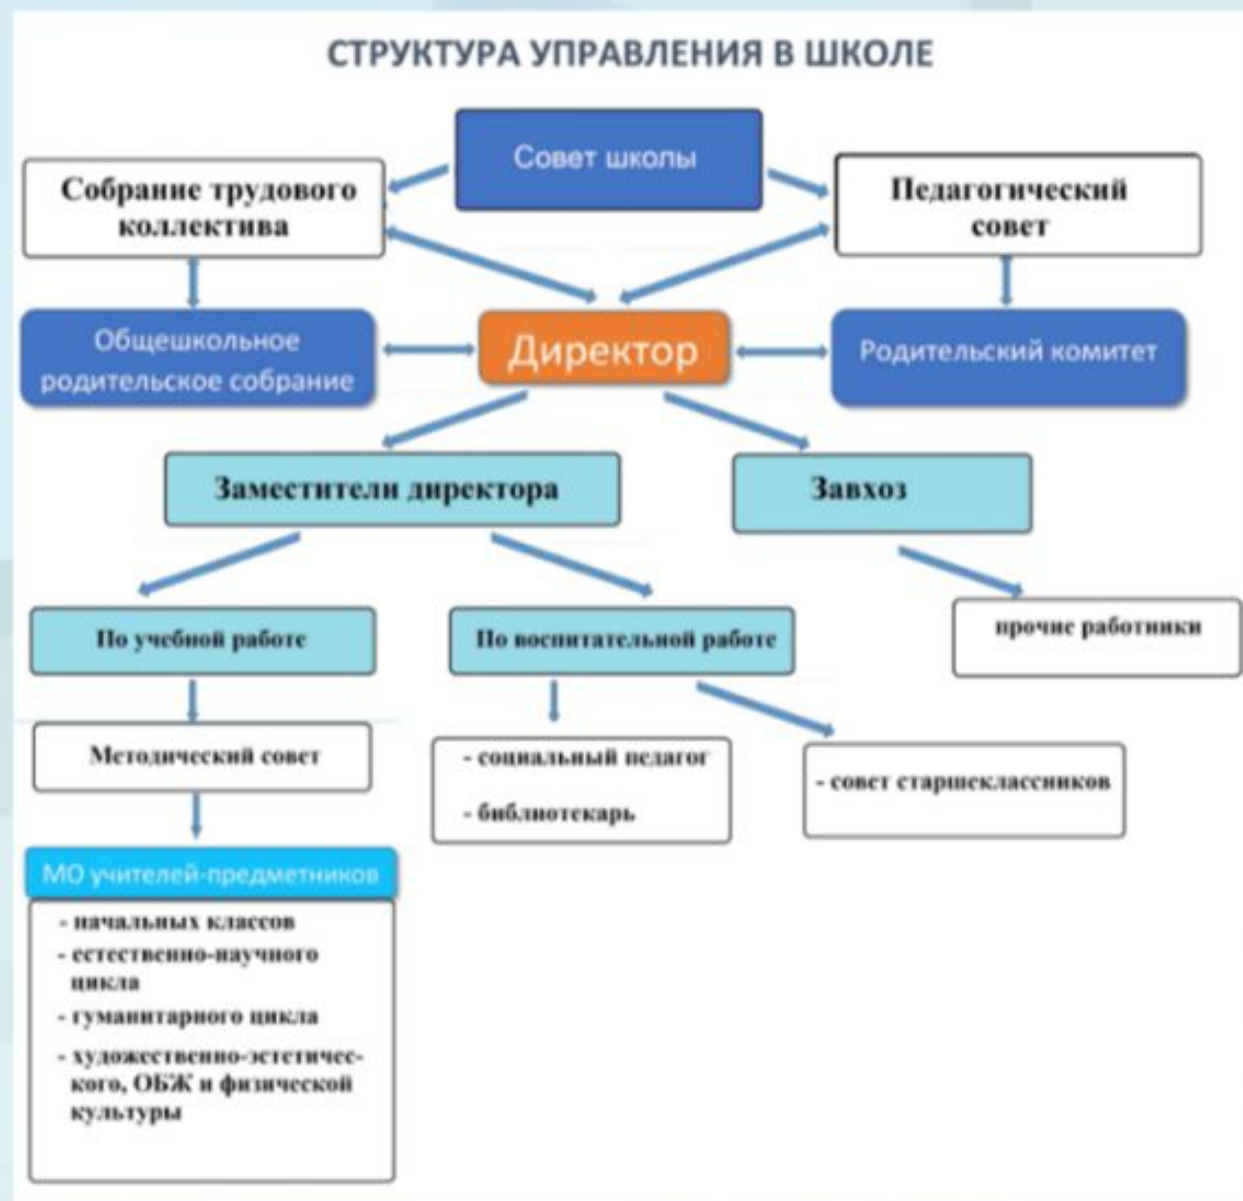 СТРУКТУРА УПРАВЛЕНИЯ В ШКОЛЕ
Совет школы
Собрание трудового
коллектива
Педагогический
совет
Общешкольное
родительское собрание
Директор
Родительский комитет
Заместители директора
Завхоз
По учебной работе
По воспитательной работе
прочие работники
Методический совет
- социальный педагог
- библиотекарь
- совет старшеклассников
МО учителей-предметников
- начальных классов
- естественно-научного
цикла
- гуманитарного цикла
- художественно-эстетичес-
кого, ОБЖ и физической
культуры